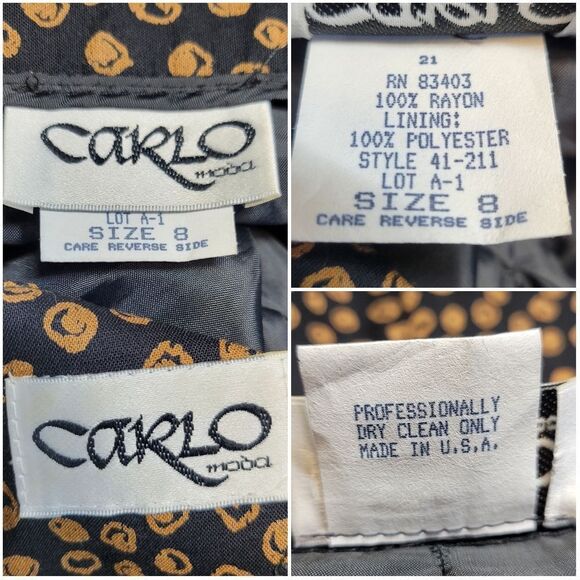 CARLO
moda
LOT A-1
SIZE 8
CARE REVERSE SIDE
CARLO
moda
21
RN 83403
100% RAYON
LINING:
100% POLYESTER
STYLE 41-211
LOT A-1
SIZE 8
CARE REVERSE SIDE
PROFESSIONALLY
DRY CLEAN ONLY
MADE IN U.S.A.